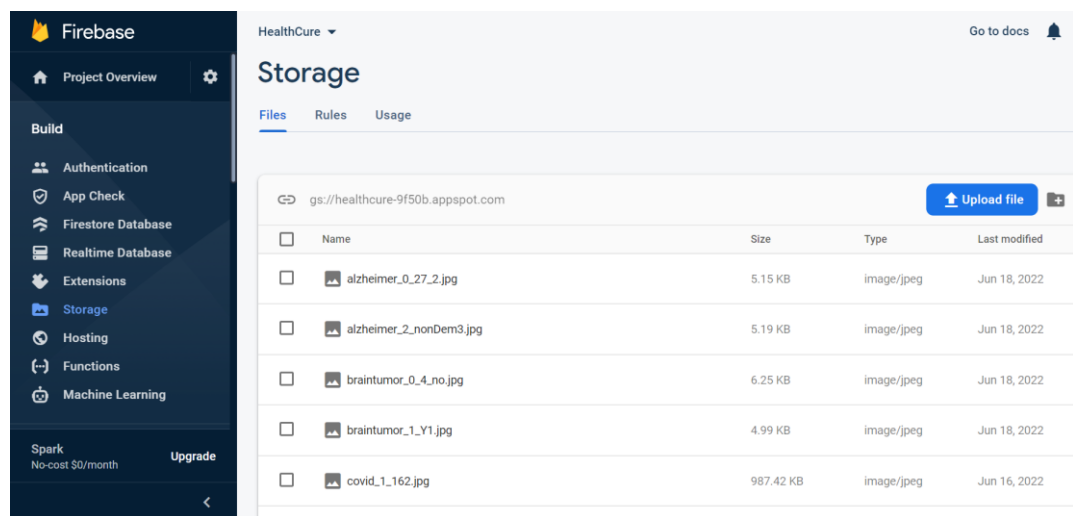 Firebase
Project Overview
Build
Authentication
App Check
Firestore Database
Realtime Database
Extensions
Storage
Hosting
Functions
Machine Learning
Spark
No-cost $0/month
Upgrade
HealthCure
Go to docs
Storage
Files Rules Usage
gs://healthcure-9f50b.appspot.com
Upload file
Name Size Type Last modified
alzheimer_0_27_2.jpg 5.15 KB image/jpeg Jun 18, 2022
alzheimer_2_nonDem3.jpg 5.19 KB image/jpeg Jun 18, 2022
braintumor_0_4_no.jpg 6.25 KB image/jpeg Jun 18, 2022
braintumor_1_Y1.jpg 4.99 KB image/jpeg Jun 18, 2022
covid_1_162.jpg 987.42 KB image/jpeg Jun 16, 2022